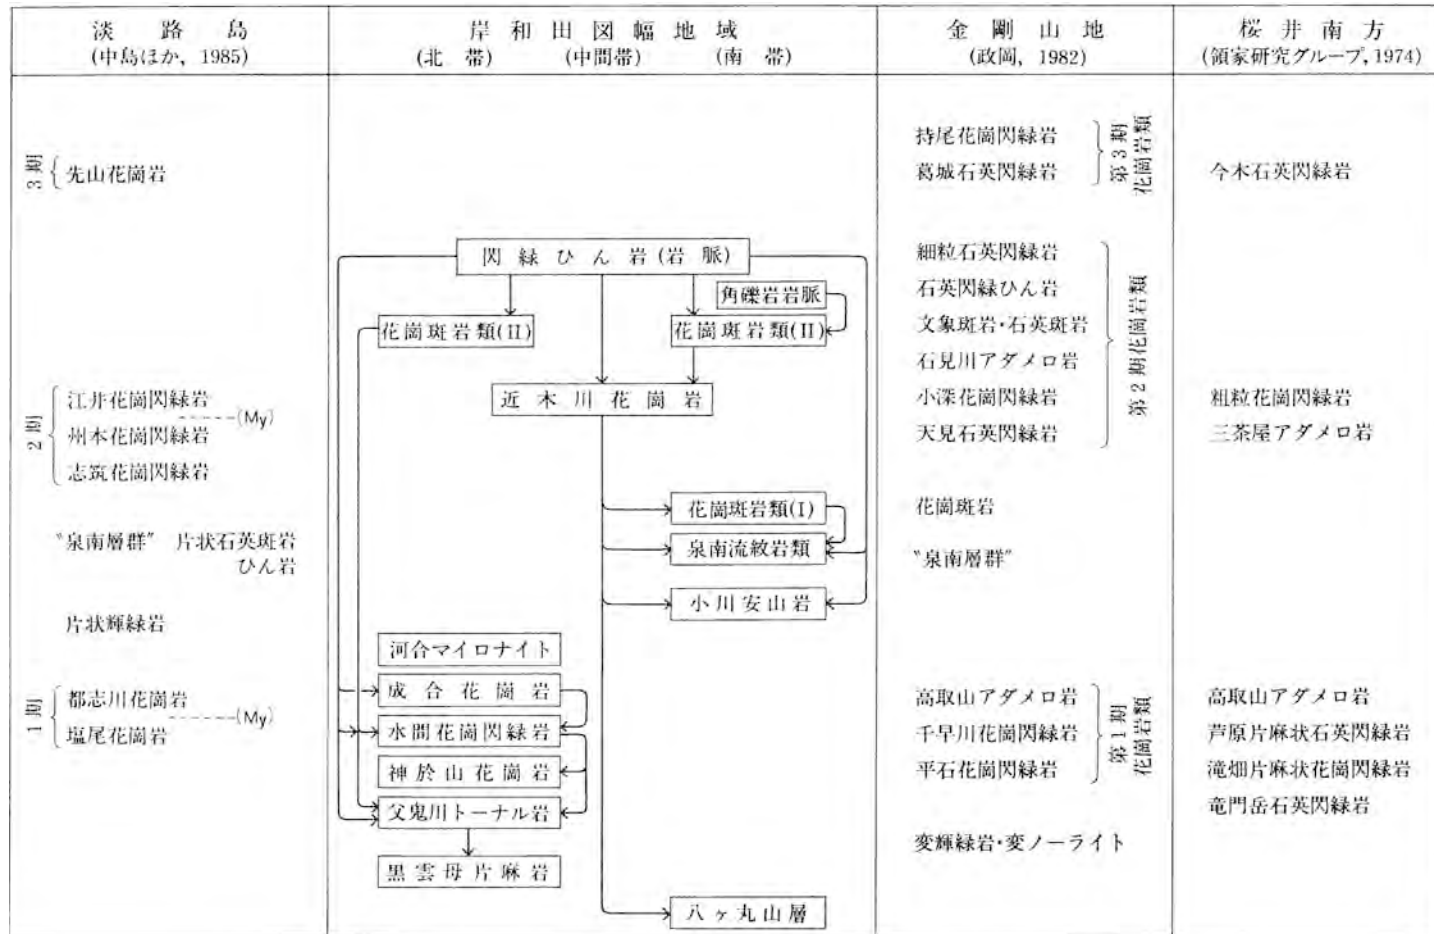 淡路島
(中島ほか, 1985)
3期
先山花崗岩
2期
江井花崗閃緑岩
(My)
州本花崗閃緑岩
志筑花崗閃緑岩
〝泉南層群〞 片状石英斑岩
ひん岩
片状輝緑岩
1期
都志川花崗岩
(My)
塩尾花崗岩
岸和田図幅地域
(北帯) (中間帯) (南帯)
閃緑ひん岩(岩脈)
角礫岩岩脈
花崗斑岩類(II)
花崗斑岩類(II)
近木川花崗岩
花崗斑岩類(I)
泉南流紋岩類
小川安山岩
河合マイロナイト
成合花崗岩
水間花崗閃緑岩
神於山花崗岩
父鬼川トーナル岩
黒雲母片麻岩
八ヶ丸山層
金剛山地
(政岡, 1982)
持尾花崗閃緑岩
葛城石英閃緑岩
第3期
花崗岩類
細粒石英閃緑岩
石英閃緑ひん岩
文象斑岩・石英斑岩
石見川アダメロ岩
小深花崗閃緑岩
天見石英閃緑岩
第2期花崗岩類
花崗斑岩
〝泉南層群〞
高取山アダメロ岩
千早川花崗閃緑岩
平石花崗閃緑岩
第1期
花崗岩類
変輝緑岩・変ノーライト
桜井南方
(領家研究グループ, 1974)
今木石英閃緑岩
粗粒花崗閃緑岩
三茶屋アダメロ岩
高取山アダメロ岩
芦原片麻状石英閃緑岩
滝畑片麻状花崗閃緑岩
竜門岳石英閃緑岩